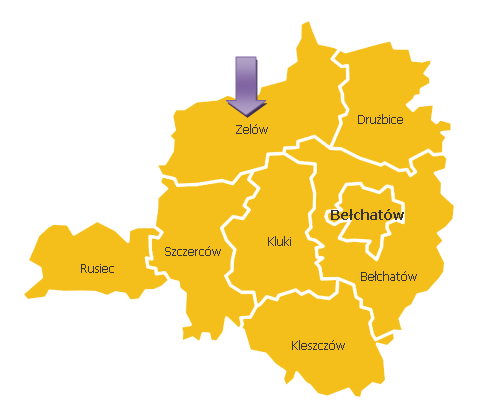 Drużbice
Zelów
Bełchatów
Kluki
Szczerców
Rusiec
Bełchatów
Kleszczów